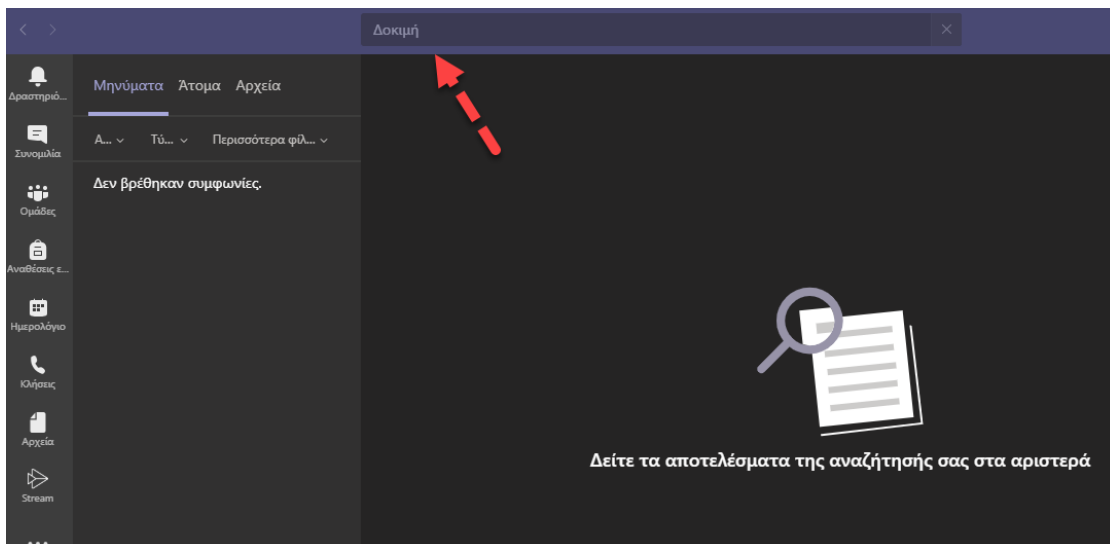 Δοκιμή
Δραστηριό...
Συνομιλία
Ομάδες
Αναθέσεις ε...
Ημερολόγιο
Κλήσεις
Αρχεία
Stream
Μηνύματα Άτομα Αρχεία
Α... Τύ... Περισσότερα φίλ...
Δεν βρέθηκαν συμφωνίες.
Δείτε τα αποτελέσματα της αναζήτησής σας στα αριστερά